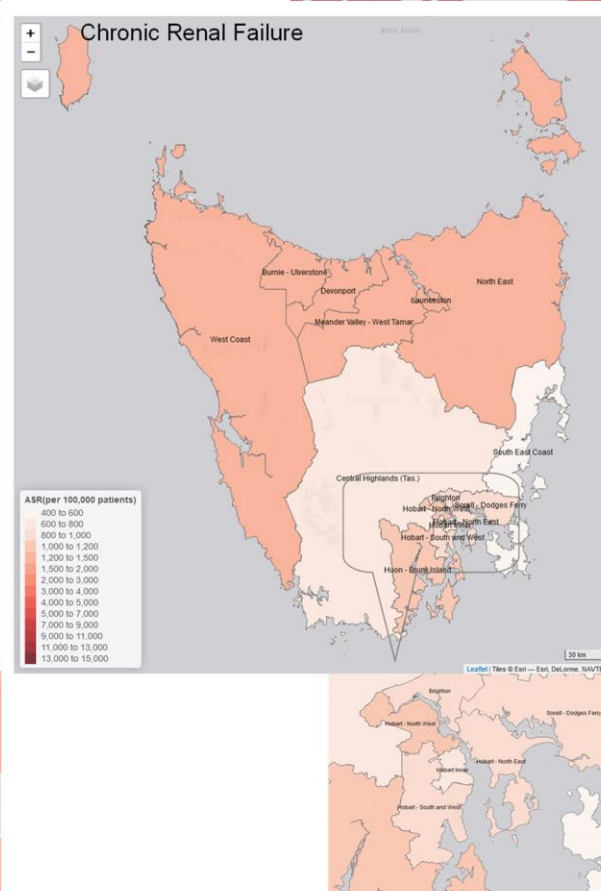 +
Chronic Renal Failure
−
Burnie - Ulverstone
North East
Devonport
Launceston
Meander Valley - West Tamar
West Coast
South East Coast
Central Highlands (Tas.)
Brighton
Hobart - North West
Sorell - Dodges Ferry
Hobart - North East
Hobart Inner
Hobart - South and West
Huon - Bruny Island
ASR(per 100,000 patients)
400 to 600
600 to 800
800 to 1,000
1,000 to 1,200
1,200 to 1,500
1,500 to 2,000
2,000 to 3,000
3,000 to 4,000
4,000 to 5,000
5,000 to 7,000
7,000 to 9,000
9,000 to 11,000
11,000 to 13,000
13,000 to 15,000
30 km
Leaflet | Tiles © Esri — Esri, DeLorme, NAVTE
Brighton
Sorell - Dodges Ferry
Hobart - North West
Hobart - North East
Hobart Inner
Hobart - South and West